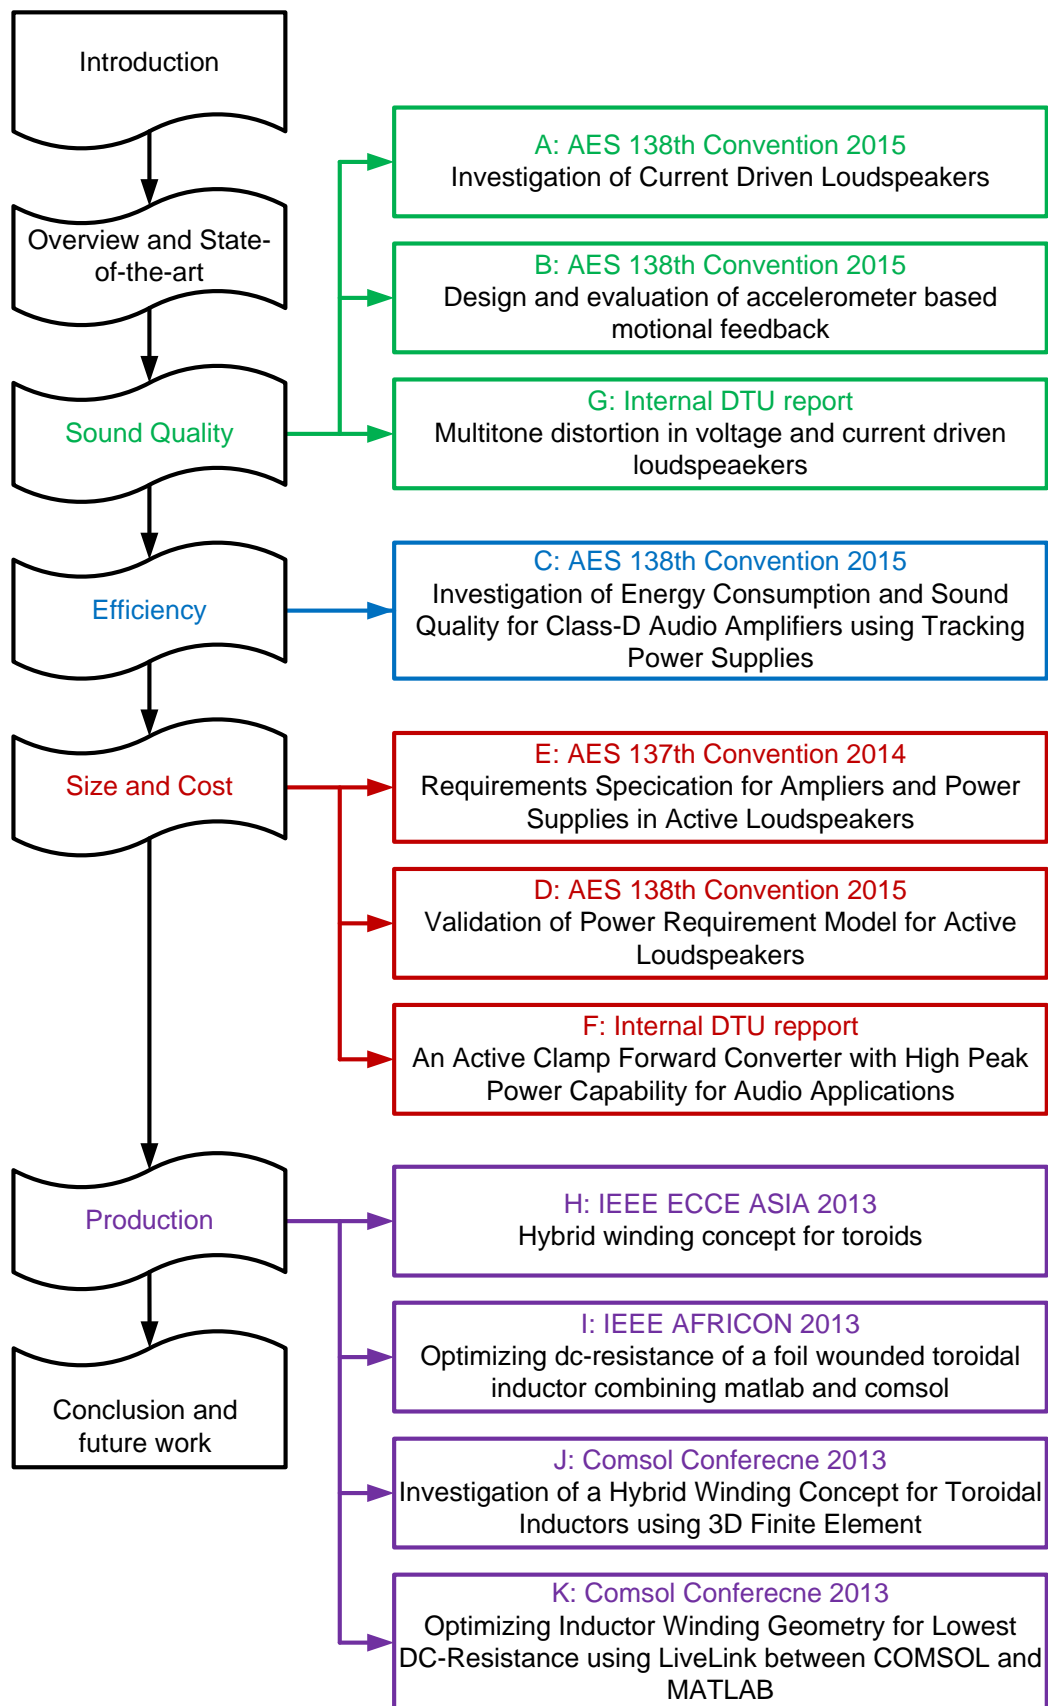 Introduction
Overview and State-
of-the-art
Sound Quality
A: AES 138th Convention 2015
Investigation of Current Driven Loudspeakers
B: AES 138th Convention 2015
Design and evaluation of accelerometer based
motional feedback
G: Internal DTU report
Multitone distortion in voltage and current driven
loudspeaekers
Efficiency
C: AES 138th Convention 2015
Investigation of Energy Consumption and Sound
Quality for Class-D Audio Amplifiers using Tracking
Power Supplies
Size and Cost
E: AES 137th Convention 2014
Requirements Specication for Ampliers and Power
Supplies in Active Loudspeakers
D: AES 138th Convention 2015
Validation of Power Requirement Model for Active
Loudspeakers
F: Internal DTU repport
An Active Clamp Forward Converter with High Peak
Power Capability for Audio Applications
Production
H: IEEE ECCE ASIA 2013
Hybrid winding concept for toroids
I: IEEE AFRICON 2013
Optimizing dc-resistance of a foil wounded toroidal
inductor combining matlab and comsol
J: Comsol Conferecne 2013
Investigation of a Hybrid Winding Concept for Toroidal
Inductors using 3D Finite Element
K: Comsol Conferecne 2013
Optimizing Inductor Winding Geometry for Lowest
DC-Resistance using LiveLink between COMSOL and
MATLAB
Conclusion and
future work